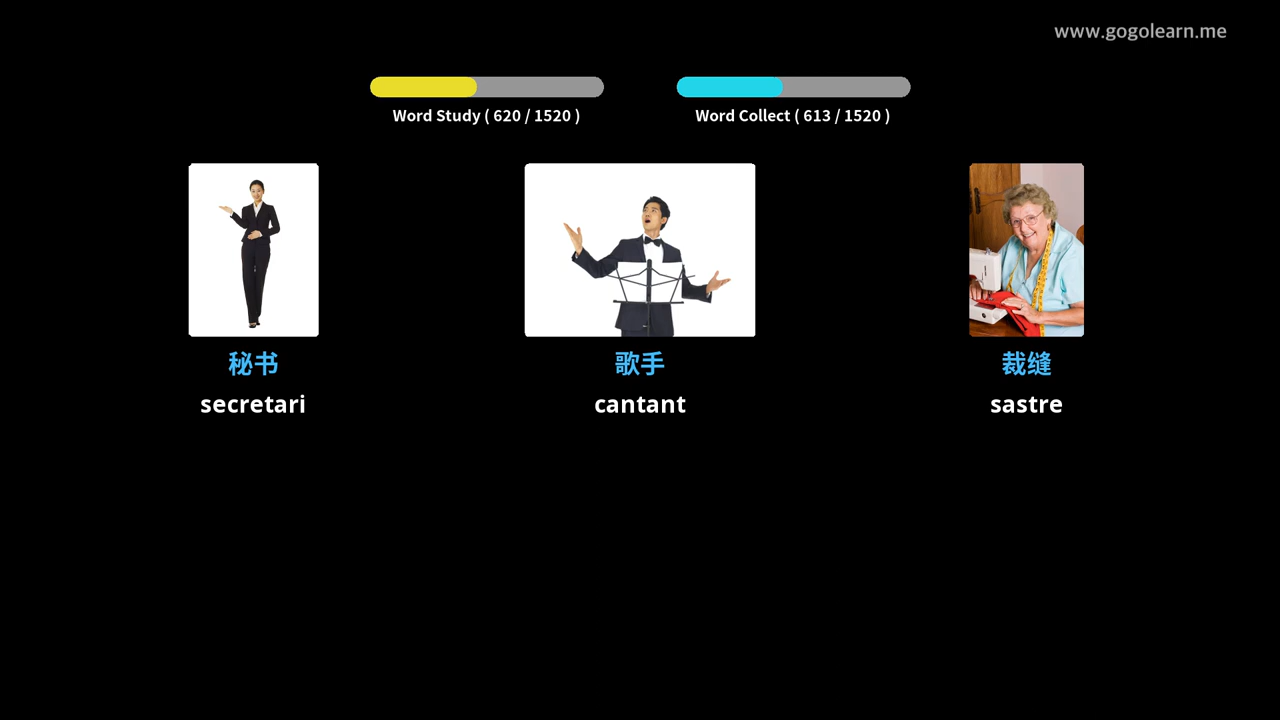 www.gogolearn.me
Word Study ( 620 / 1520 )
Word Collect ( 613 / 1520 )
秘书
歌手
裁缝
secretari
cantant
sastre